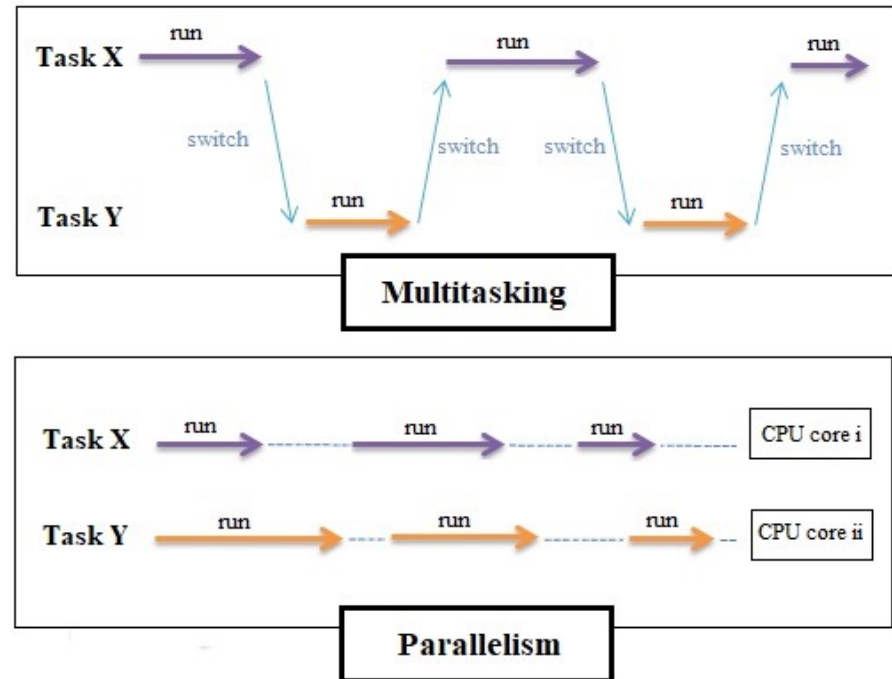 run run run
Task X
switch switch switch switch
run run
Task Y
Multitasking
run run run
Task X CPU core i
run run run
Task Y CPU core ii
Parallelism